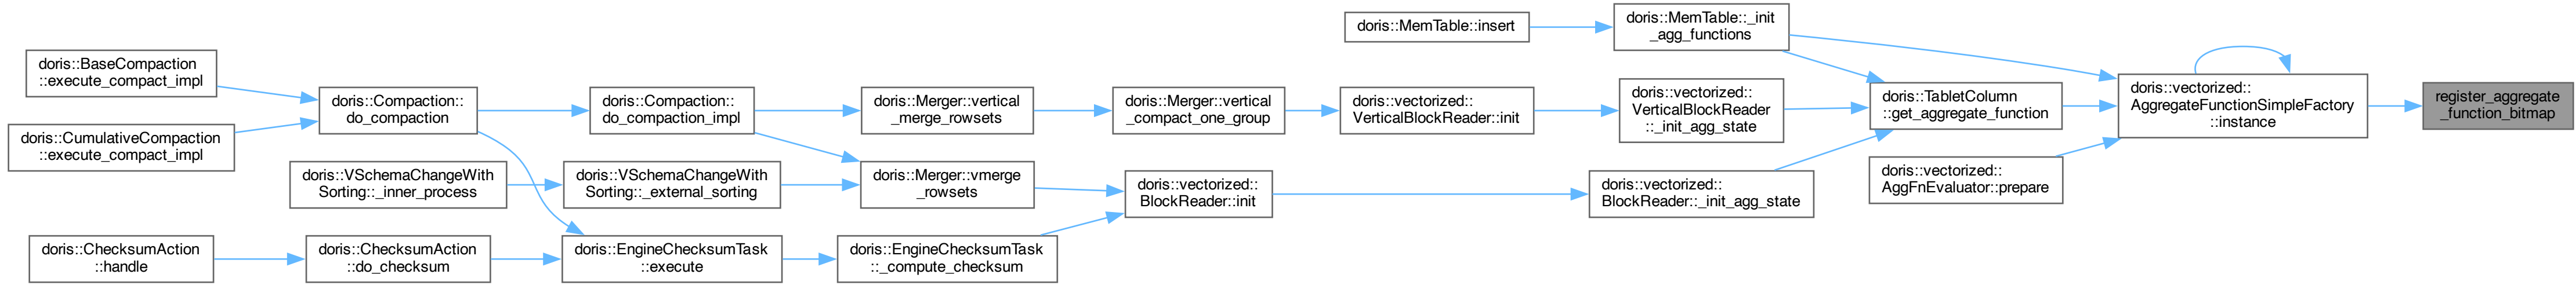 doris::BaseCompaction
::execute_compact_impl
doris::CumulativeCompaction
::execute_compact_impl
doris::Compaction::
do_compaction
doris::VSchemaChangeWith
Sorting::_inner_process
doris::ChecksumAction
::handle
doris::ChecksumAction
::do_checksum
doris::Compaction::
do_compaction_impl
doris::VSchemaChangeWith
Sorting::_external_sorting
doris::EngineChecksumTask
::execute
doris::Merger::vertical
_merge_rowsets
doris::Merger::vmerge
_rowsets
doris::EngineChecksumTask
::_compute_checksum
doris::Merger::vertical
_compact_one_group
doris::vectorized::
BlockReader::init
doris::MemTable::insert
doris::vectorized::
VerticalBlockReader::init
doris::MemTable::_init
_agg_functions
doris::vectorized::
VerticalBlockReader
::_init_agg_state
doris::vectorized::
BlockReader::_init_agg_state
doris::TabletColumn
::get_aggregate_function
doris::vectorized::
AggFnEvaluator::prepare
doris::vectorized::
AggregateFunctionSimpleFactory
::instance
register_aggregate
_function_bitmap